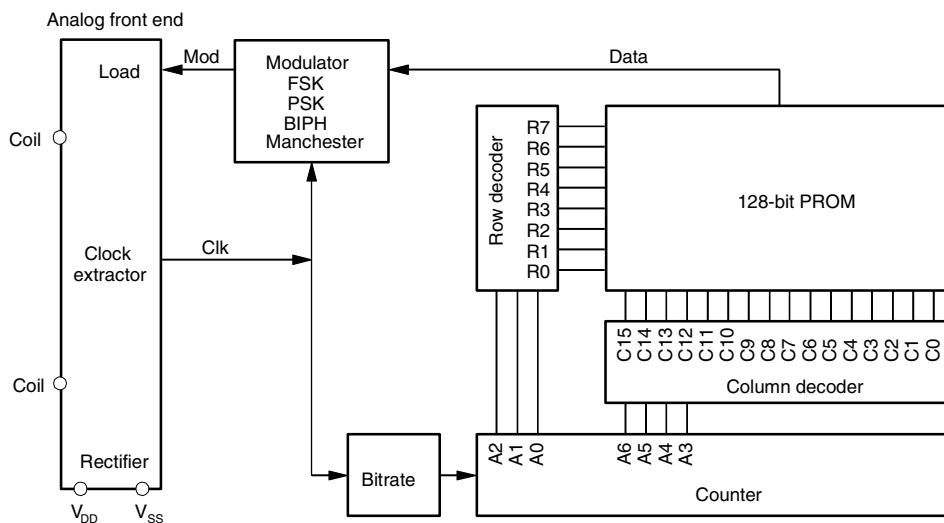 Analog front end
Load
Mod
Modulator
FSK
PSK
BIPH
Manchester
Data
Coil
Row decoder
R7
R6
R5
R4
R3
R2
R1
R0
128-bit PROM
Clock
extractor
Clk
C15
C14
C13
C12
C11
C10
C9
C8
C7
C6
C5
C4
C3
C2
C1
C0
Column decoder
Coil
Rectifier
VDD
VSS
Bitrate
A2
A1
A0
A6
A5
A4
A3
Counter